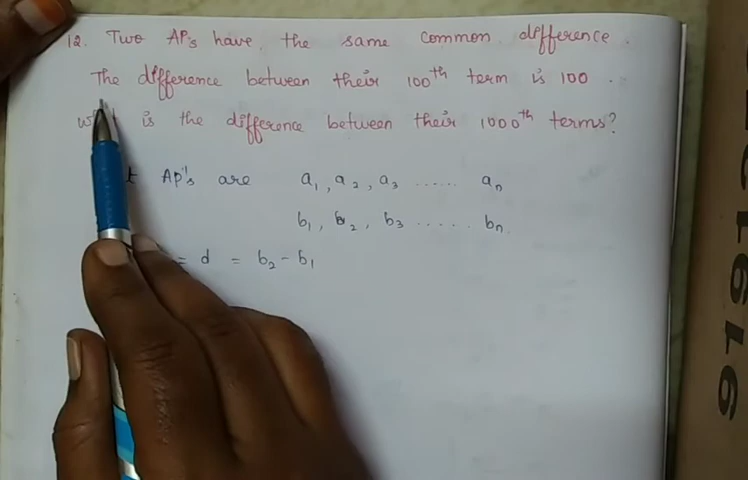 12. Two AP's have the same common difference.
The difference between their 100th term is 100.
is the difference between their 1000th terms?
AP's are a1, a2, a3 ...... an
b1, b2, b3 ...... bn.
= d = b2 - b1
9191